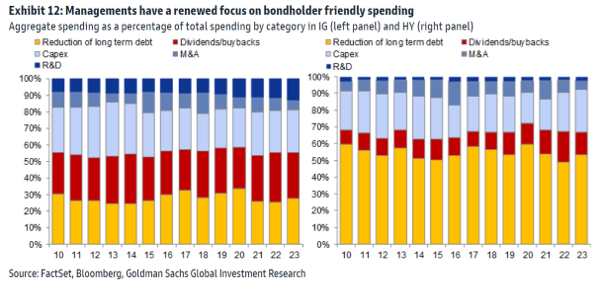 Exhibit 12: Managements have a renewed focus on bondholder friendly spending
Aggregate spending as a percentage of total spending by category in IG (left panel) and HY (right panel)
Reduction of long term debt Dividends/buybacks
Capex M&A
R&D
100%
90%
80%
70%
60%
50%
40%
30%
20%
10%
0%
10 11 12 13 14 15 16 17 18 19 20 21 22 23
Reduction of long term debt Dividends/buybacks
Capex M&A
R&D
100%
90%
80%
70%
60%
50%
40%
30%
20%
10%
0%
10 11 12 13 14 15 16 17 18 19 20 21 22 23
Source: FactSet, Bloomberg, Goldman Sachs Global Investment Research